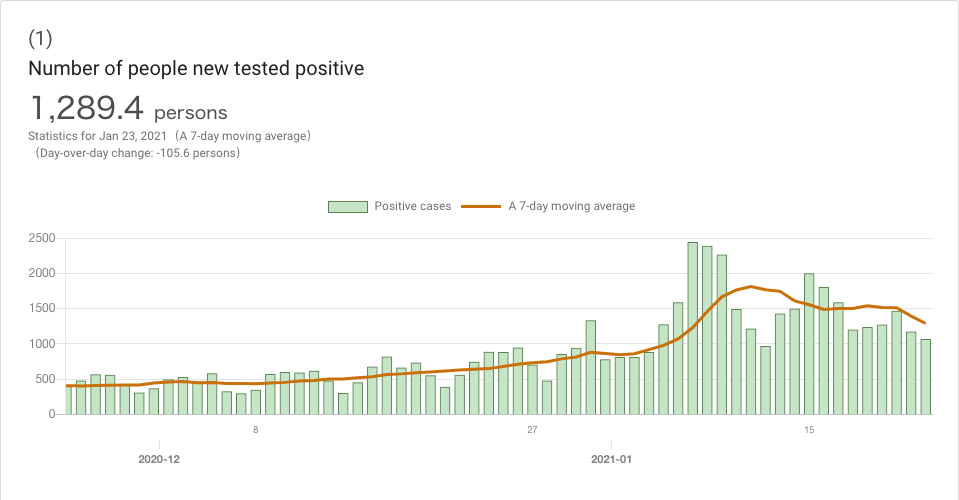 (1)
Number of people new tested positive
1,289.4 persons
Statistics for Jan 23, 2021（A 7-day moving average）
（Day-over-day change: -105.6 persons）
Positive cases A 7-day moving average
2500
2000
1500
1000
500
0
8 27 15
2020-12 2021-01